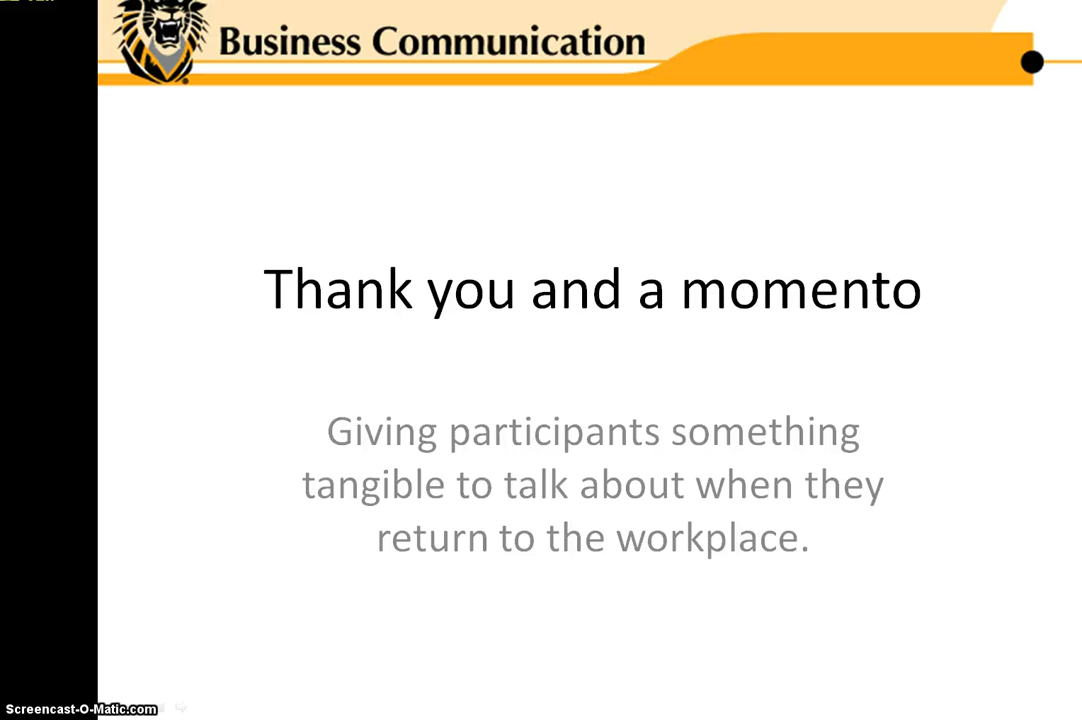 Business Communication
Thank you and a momento
Giving participants something
tangible to talk about when they
return to the workplace.
Screencast-O-Matic.com